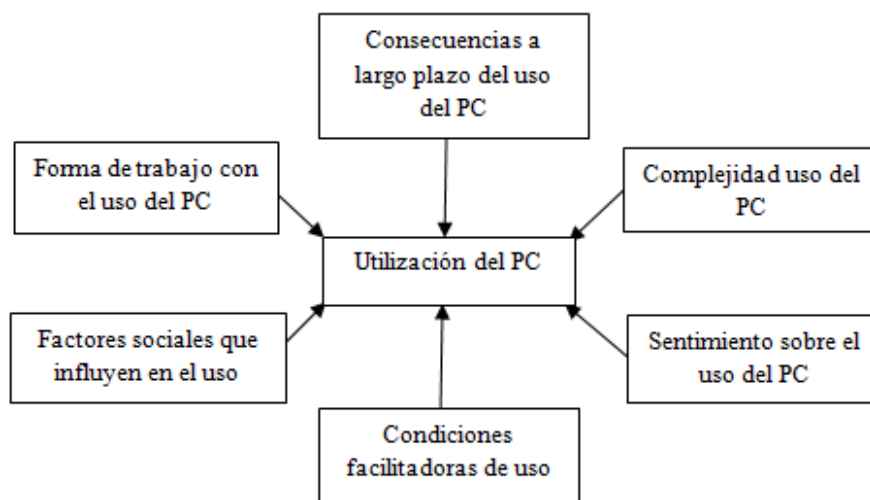 Consecuencias a
largo plazo del uso
del PC
Forma de trabajo con
el uso del PC
Complejidad uso del
PC
Utilización del PC
Factores sociales que
influyen en el uso
Sentimiento sobre el
uso del PC
Condiciones
facilitadoras de uso